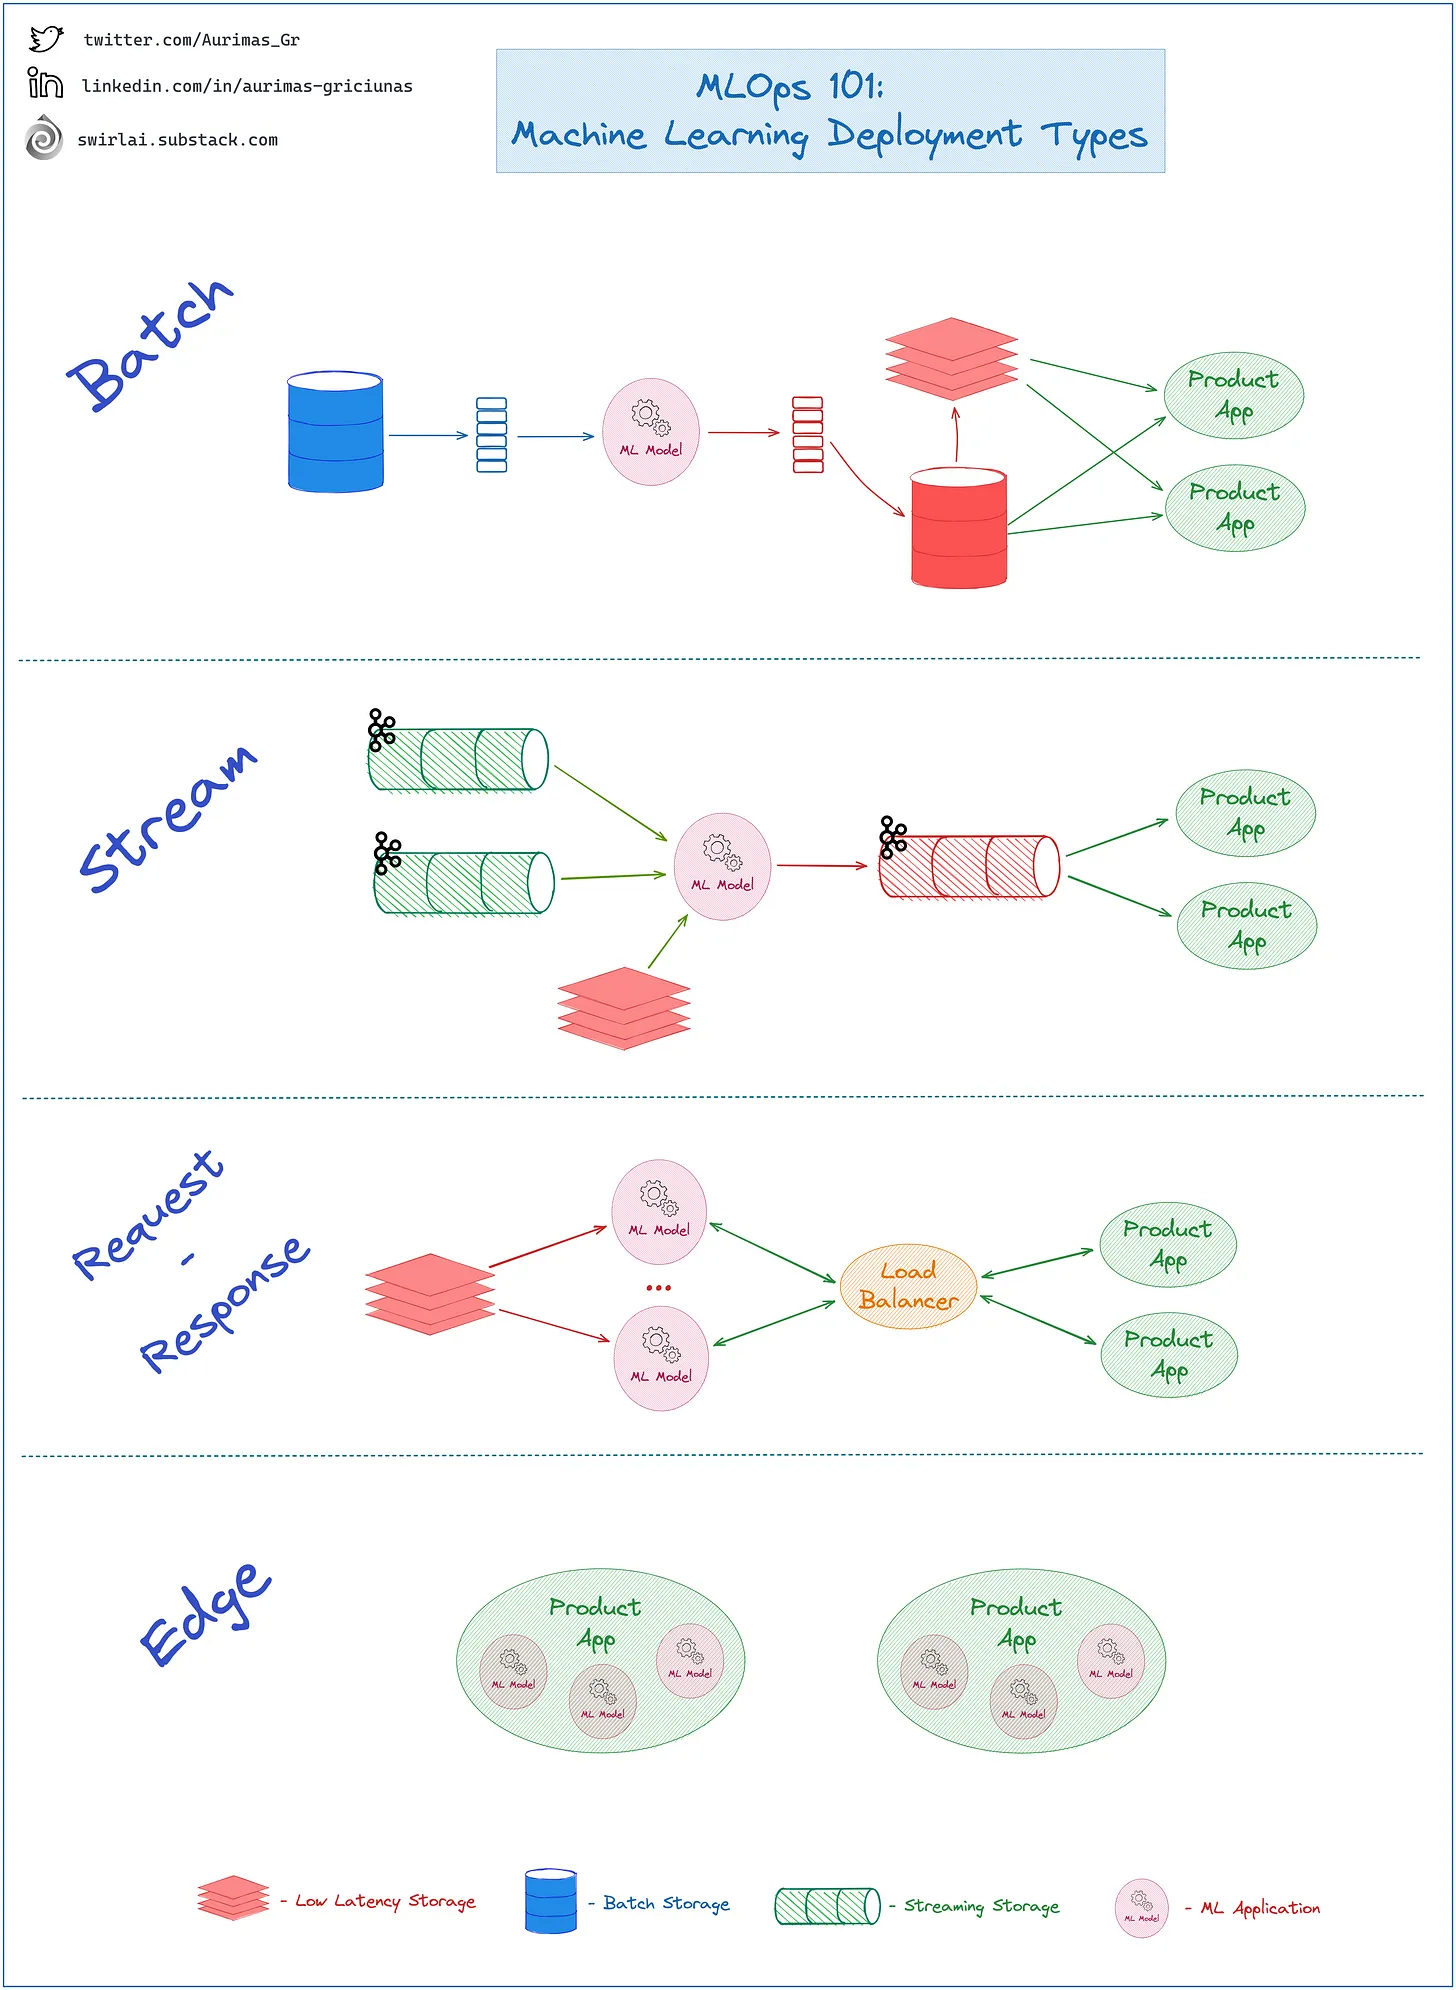 twitter.com/Aurimas_Gr
linkedin.com/in/aurimas-griciunas
swirlai.substack.com
MLOps 101:
Machine Learning Deployment Types
Batch
ML Model
Product
App
Product
App
Stream
ML Model
Product
App
Product
App
Request
-
Response
ML Model
...
ML Model
Load
Balancer
Product
App
Product
App
Edge
Product
App
ML Model
ML Model
ML Model
Product
App
ML Model
ML Model
ML Model
- Low Latency Storage
- Batch Storage
- Streaming Storage
ML Model
- ML Application